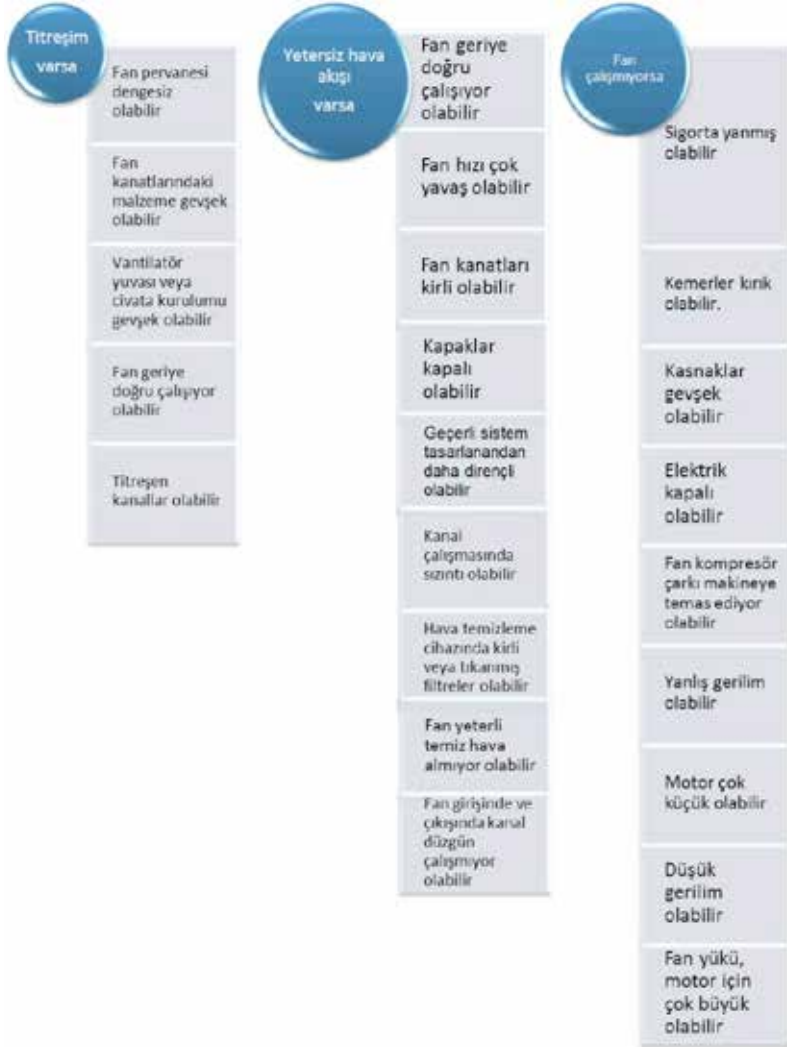 Titreşim
varsa
Fan pervanesi
dengesiz
olabilir
Fan
kanatlarındaki
malzeme gevşek
olabilir
Vantilatör
yuvası veya
civata kurulumu
gevşek olabilir
Fan geriye
doğru çalışıyor
olabilir
Titreşen
kanallar olabilir
Yetersiz hava
akışı
varsa
Fan geriye
doğru
çalışıyor
olabilir
Fan hızı çok
yavaş olabilir
Fan kanatları
kirli olabilir
Kapaklar
kapalı
olabilir
Geçerli sistem
tasarlanandan
daha dirençli
olabilir
Kanal
çalışmasında
sızıntı olabilir
Hava temizleme
cihazında kirli
veya tıkanmış
filtreler olabilir
Fan yeterli
temiz hava
almıyor olabilir
Fan girişinde ve
çıkışında kanal
düzgün
çalışmıyor
olabilir
Fan
çalışmıyorsa
Sigorta yanmış
olabilir
Kemerler kırık
olabilir.
Kasnaklar
gevşek
olabilir
Elektrik
kapalı
olabilir
Fan kompresör
çarkı makineye
temas ediyor
olabilir
Yanlış gerilim
olabilir
Motor çok
küçük olabilir
Düşük
gerilim
olabilir
Fan yükü,
motor için
çok büyük
olabilir